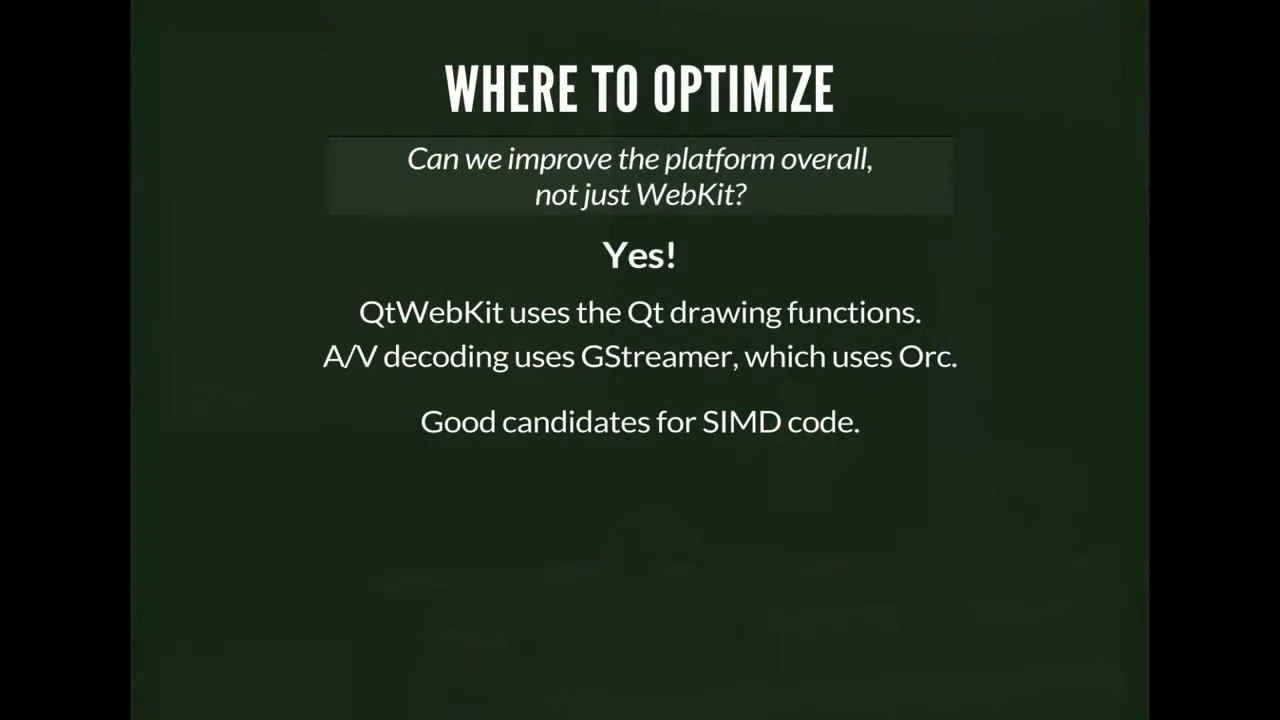 WHERE TO OPTIMIZE
Can we improve the platform overall,
not just WebKit?
Yes!
QtWebKit uses the Qt drawing functions.
A/V decoding uses GStreamer, which uses Orc.
Good candidates for SIMD code.